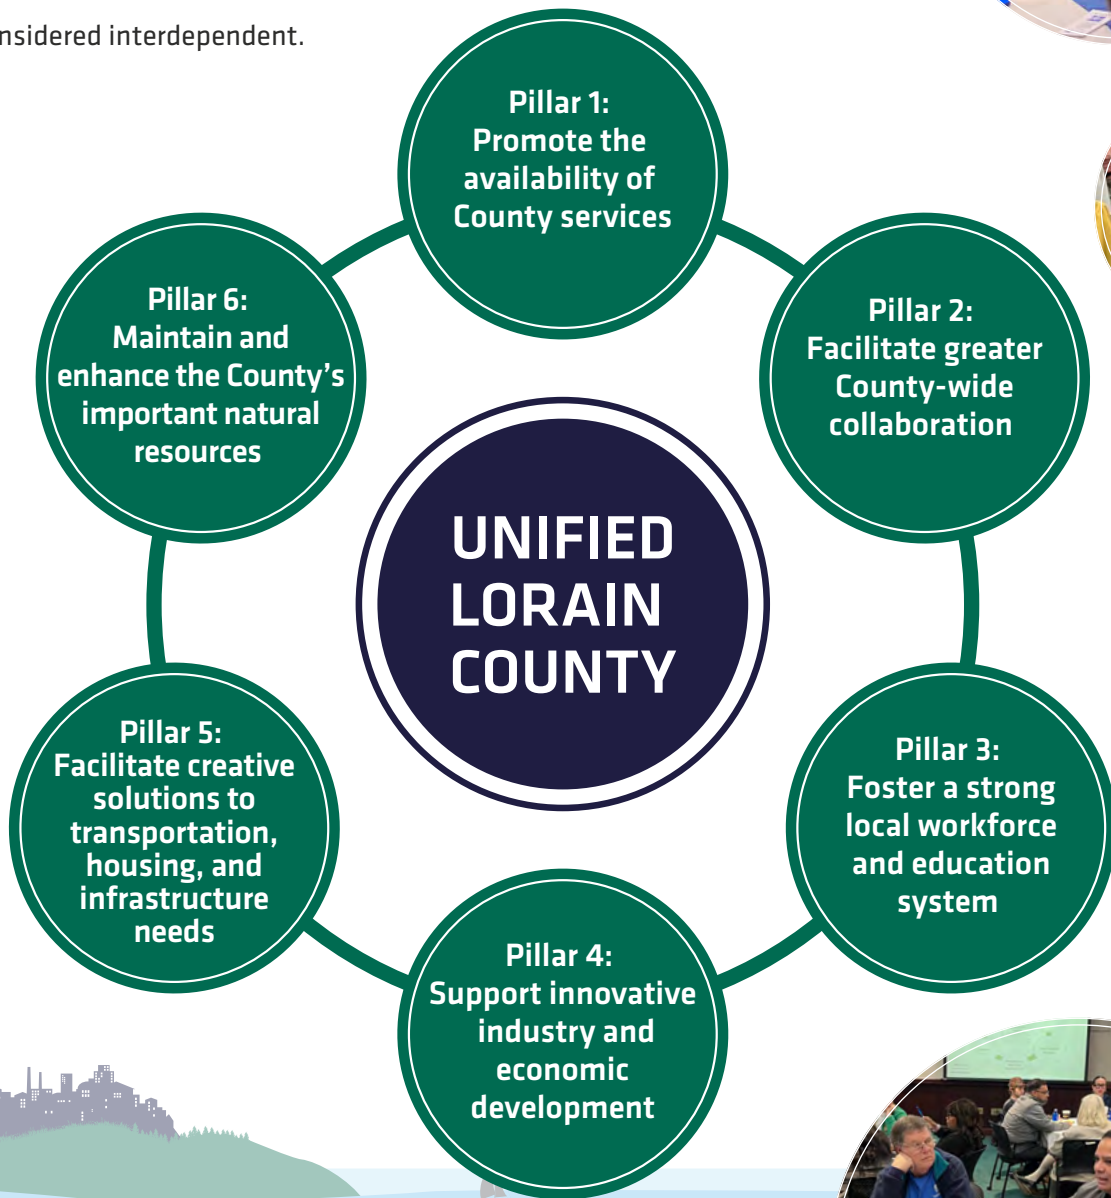 nsidered interdependent.
Pillar 1:
Promote the
availability of
County services
Pillar 2:
Facilitate greater
County-wide
collaboration
Pillar 3:
Foster a strong
local workforce
and education
system
Pillar 4:
Support innovative
industry and
economic
development
Pillar 5:
Facilitate creative
solutions to
transportation,
housing, and
infrastructure
needs
Pillar 6:
Maintain and
enhance the County's
important natural
resources
UNIFIED
LORAIN
COUNTY